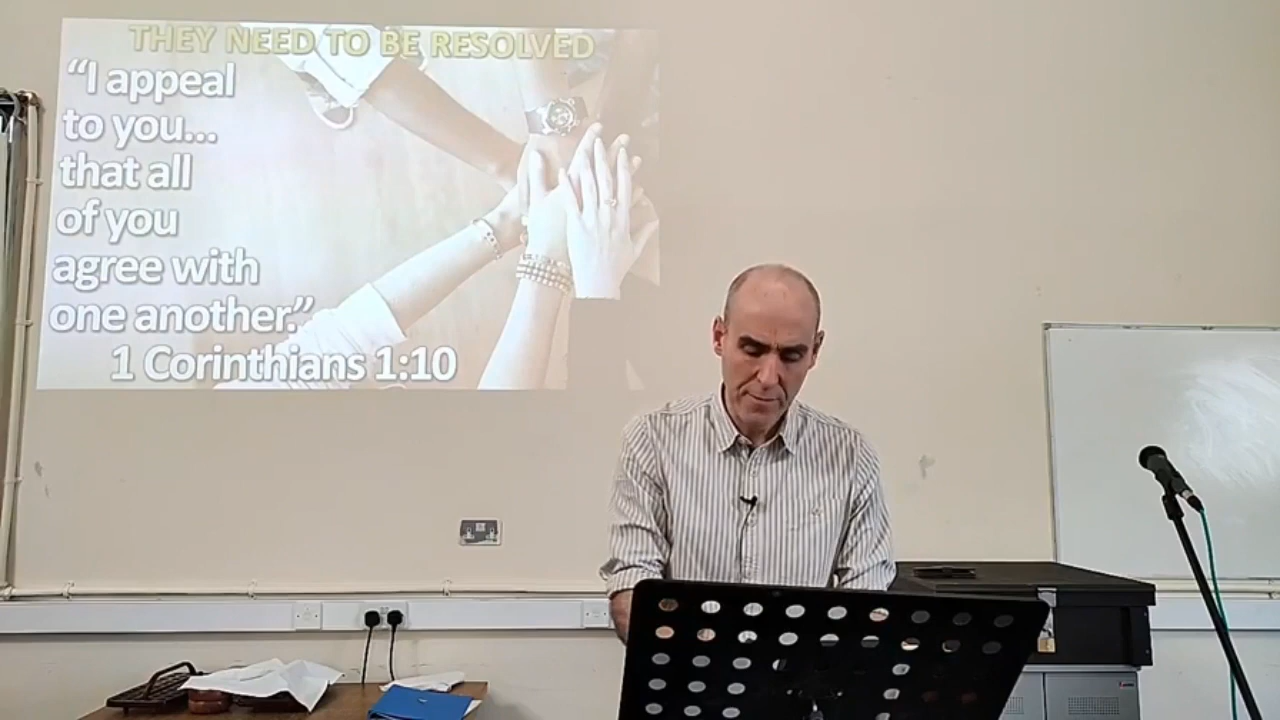 THEY NEED TO BE RESOLVED
“I appeal
to you...
that all
of you
agree with
one another.”
1 Corinthians 1:10